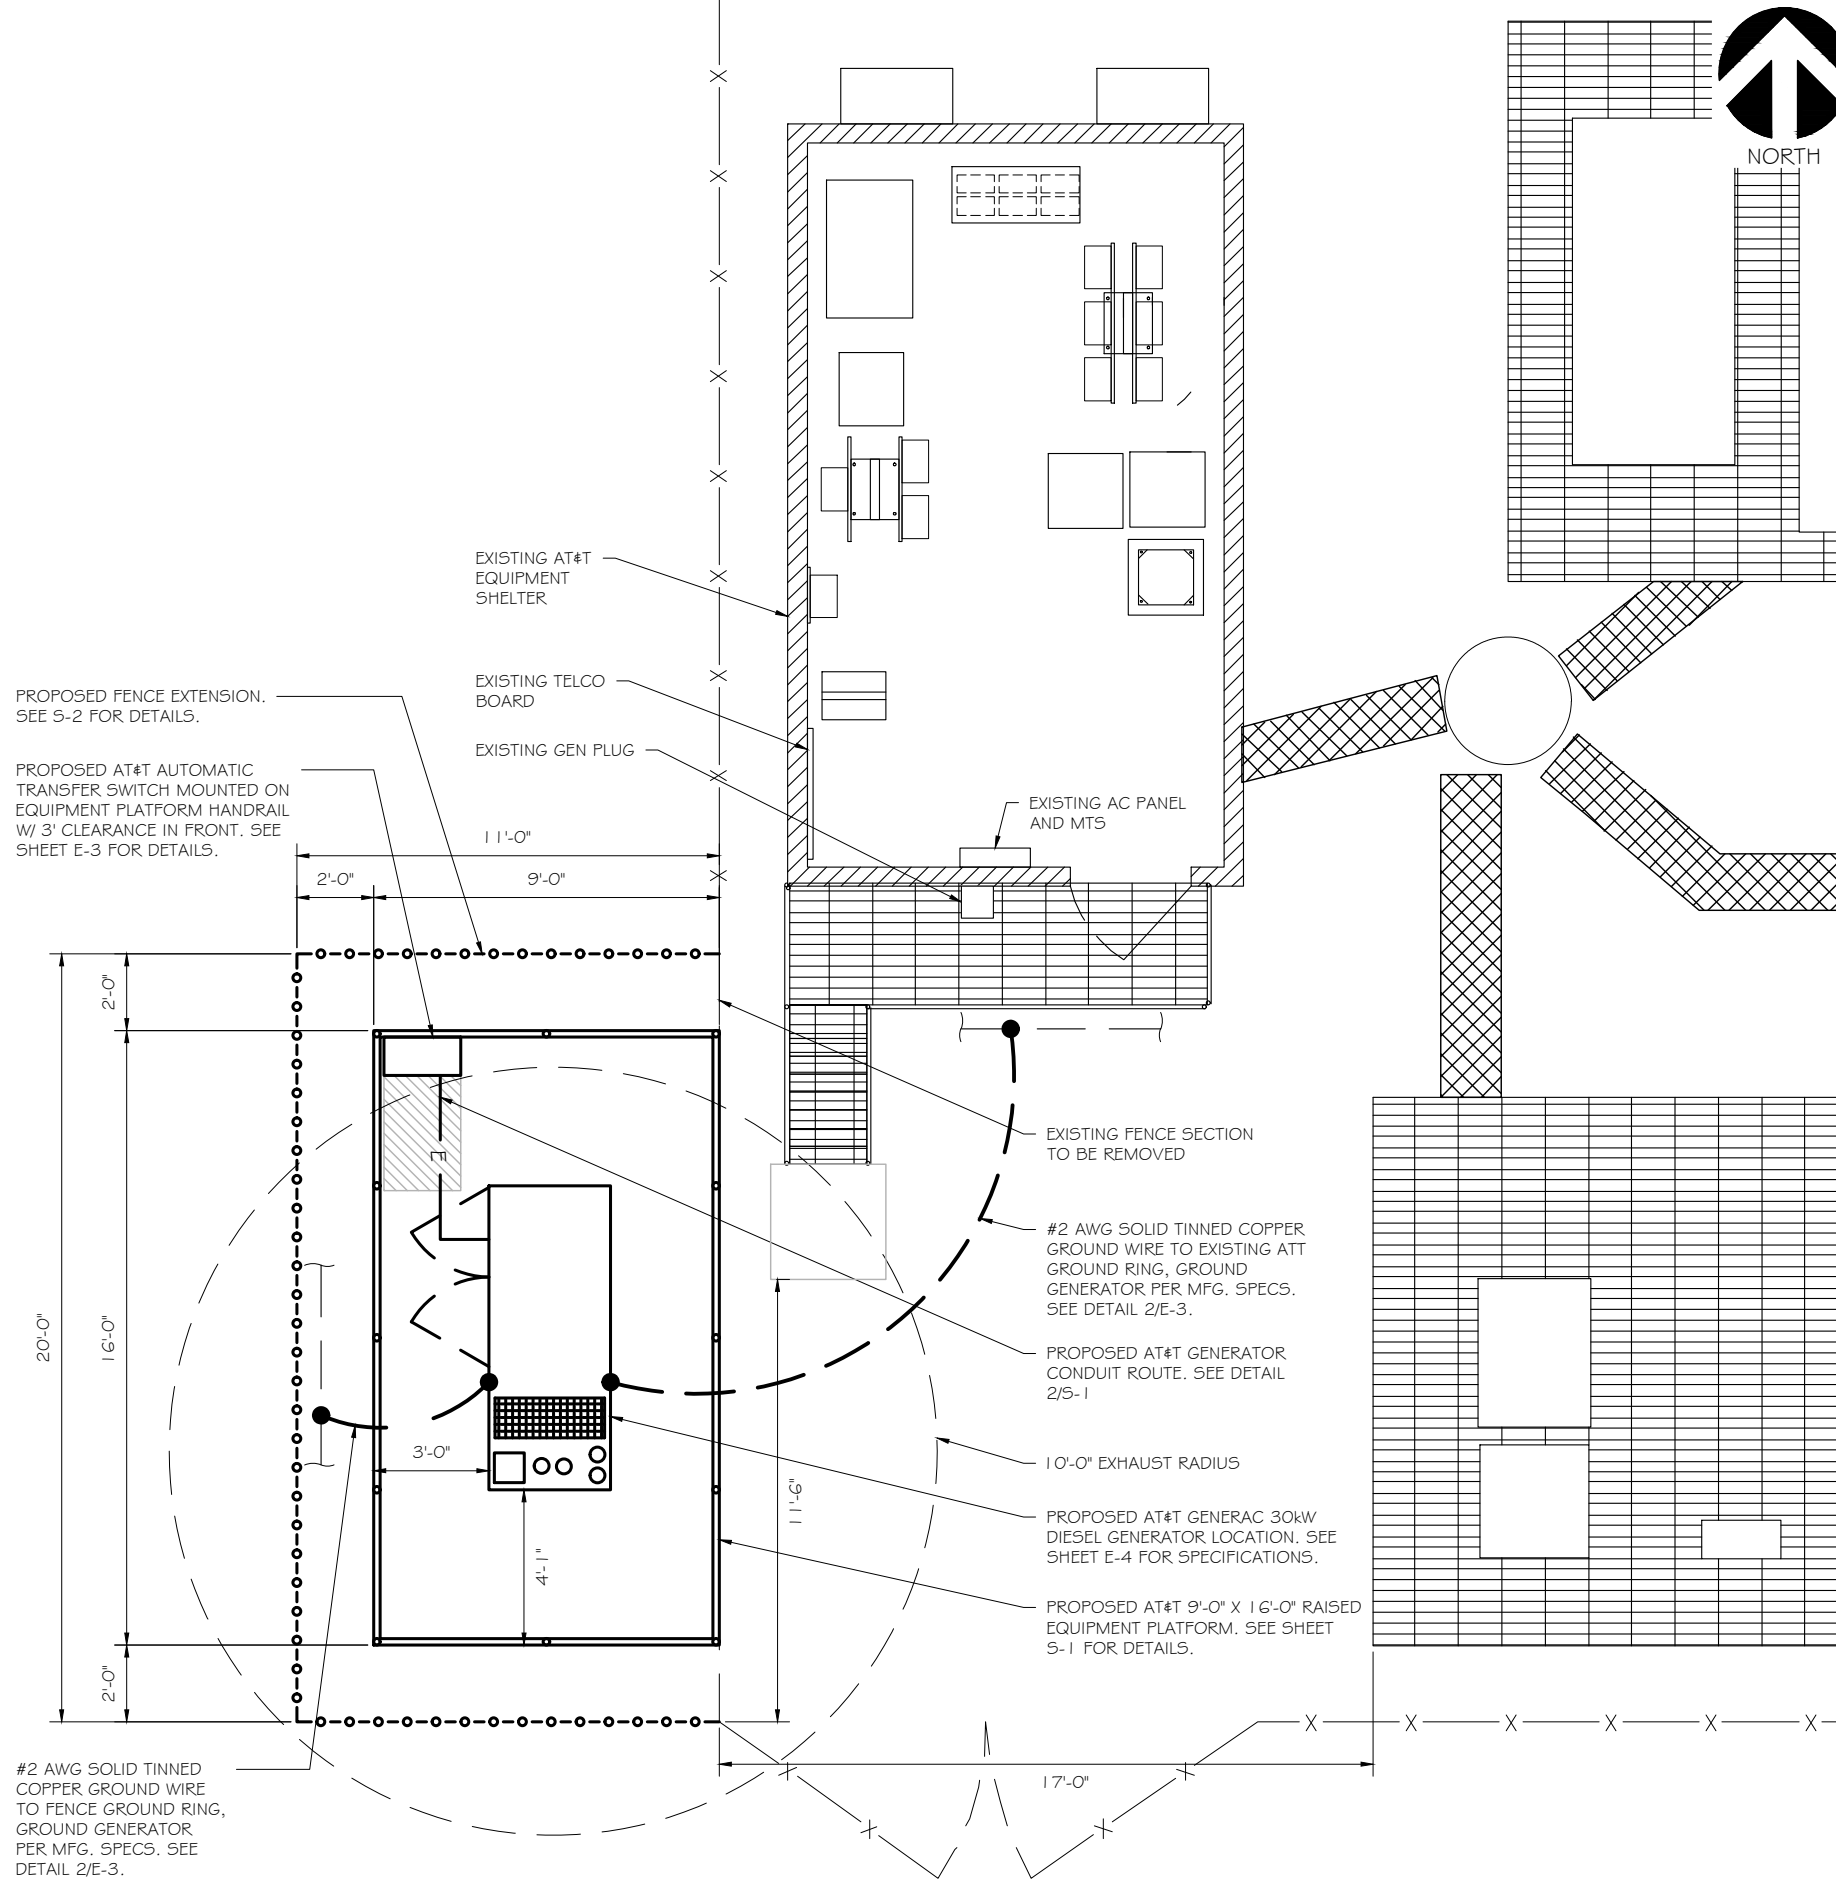 NORTH
EXISTING AT&T
EQUIPMENT
SHELTER
EXISTING TELCO
BOARD
EXISTING GEN PLUG
PROPOSED FENCE EXTENSION.
SEE S-2 FOR DETAILS.
PROPOSED AT&T AUTOMATIC
TRANSFER SWITCH MOUNTED ON
EQUIPMENT PLATFORM HANDRAIL
W/ 3' CLEARANCE IN FRONT. SEE
SHEET E-3 FOR DETAILS.
EXISTING AC PANEL
AND MTS
11'-0"
2'-0"
9'-0"
2'-0"
20'-0"
16'-0"
2'-0"
E
3'-0"
4'-1"
11'-6"
17'-0"
EXISTING FENCE SECTION
TO BE REMOVED
#2 AWG SOLID TINNED COPPER
GROUND WIRE TO EXISTING ATT
GROUND RING, GROUND
GENERATOR PER MFG. SPECS.
SEE DETAIL 2/E-3.
PROPOSED AT&T GENERATOR
CONDUIT ROUTE. SEE DETAIL
2/S-1
10'-0" EXHAUST RADIUS
PROPOSED AT&T GENERAC 30kW
DIESEL GENERATOR LOCATION. SEE
SHEET E-4 FOR SPECIFICATIONS.
PROPOSED AT&T 9'-0" X 16'-0" RAISED
EQUIPMENT PLATFORM. SEE SHEET
S-1 FOR DETAILS.
#2 AWG SOLID TINNED
COPPER GROUND WIRE
TO FENCE GROUND RING,
GROUND GENERATOR
PER MFG. SPECS. SEE
DETAIL 2/E-3.